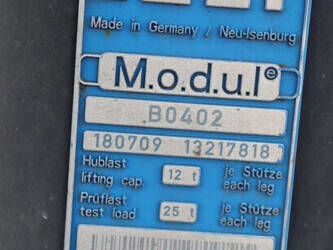 Made in Germany / Neu-Isenburg
M.o.d.u.l e
B0402
180709 13217818
Hublast 12 t je Stütze
lifting cap. each leg
Prüflast 25 t je Stütze
test load each leg